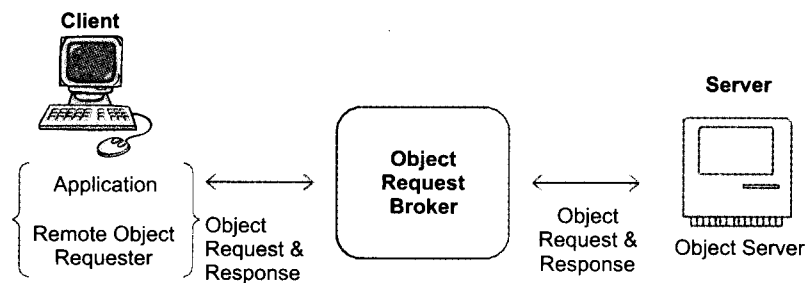 Client
Server
Object
Request
Broker
Application
Remote Object
Requester
Object
Request &
Response
Object
Request &
Response
Object Server